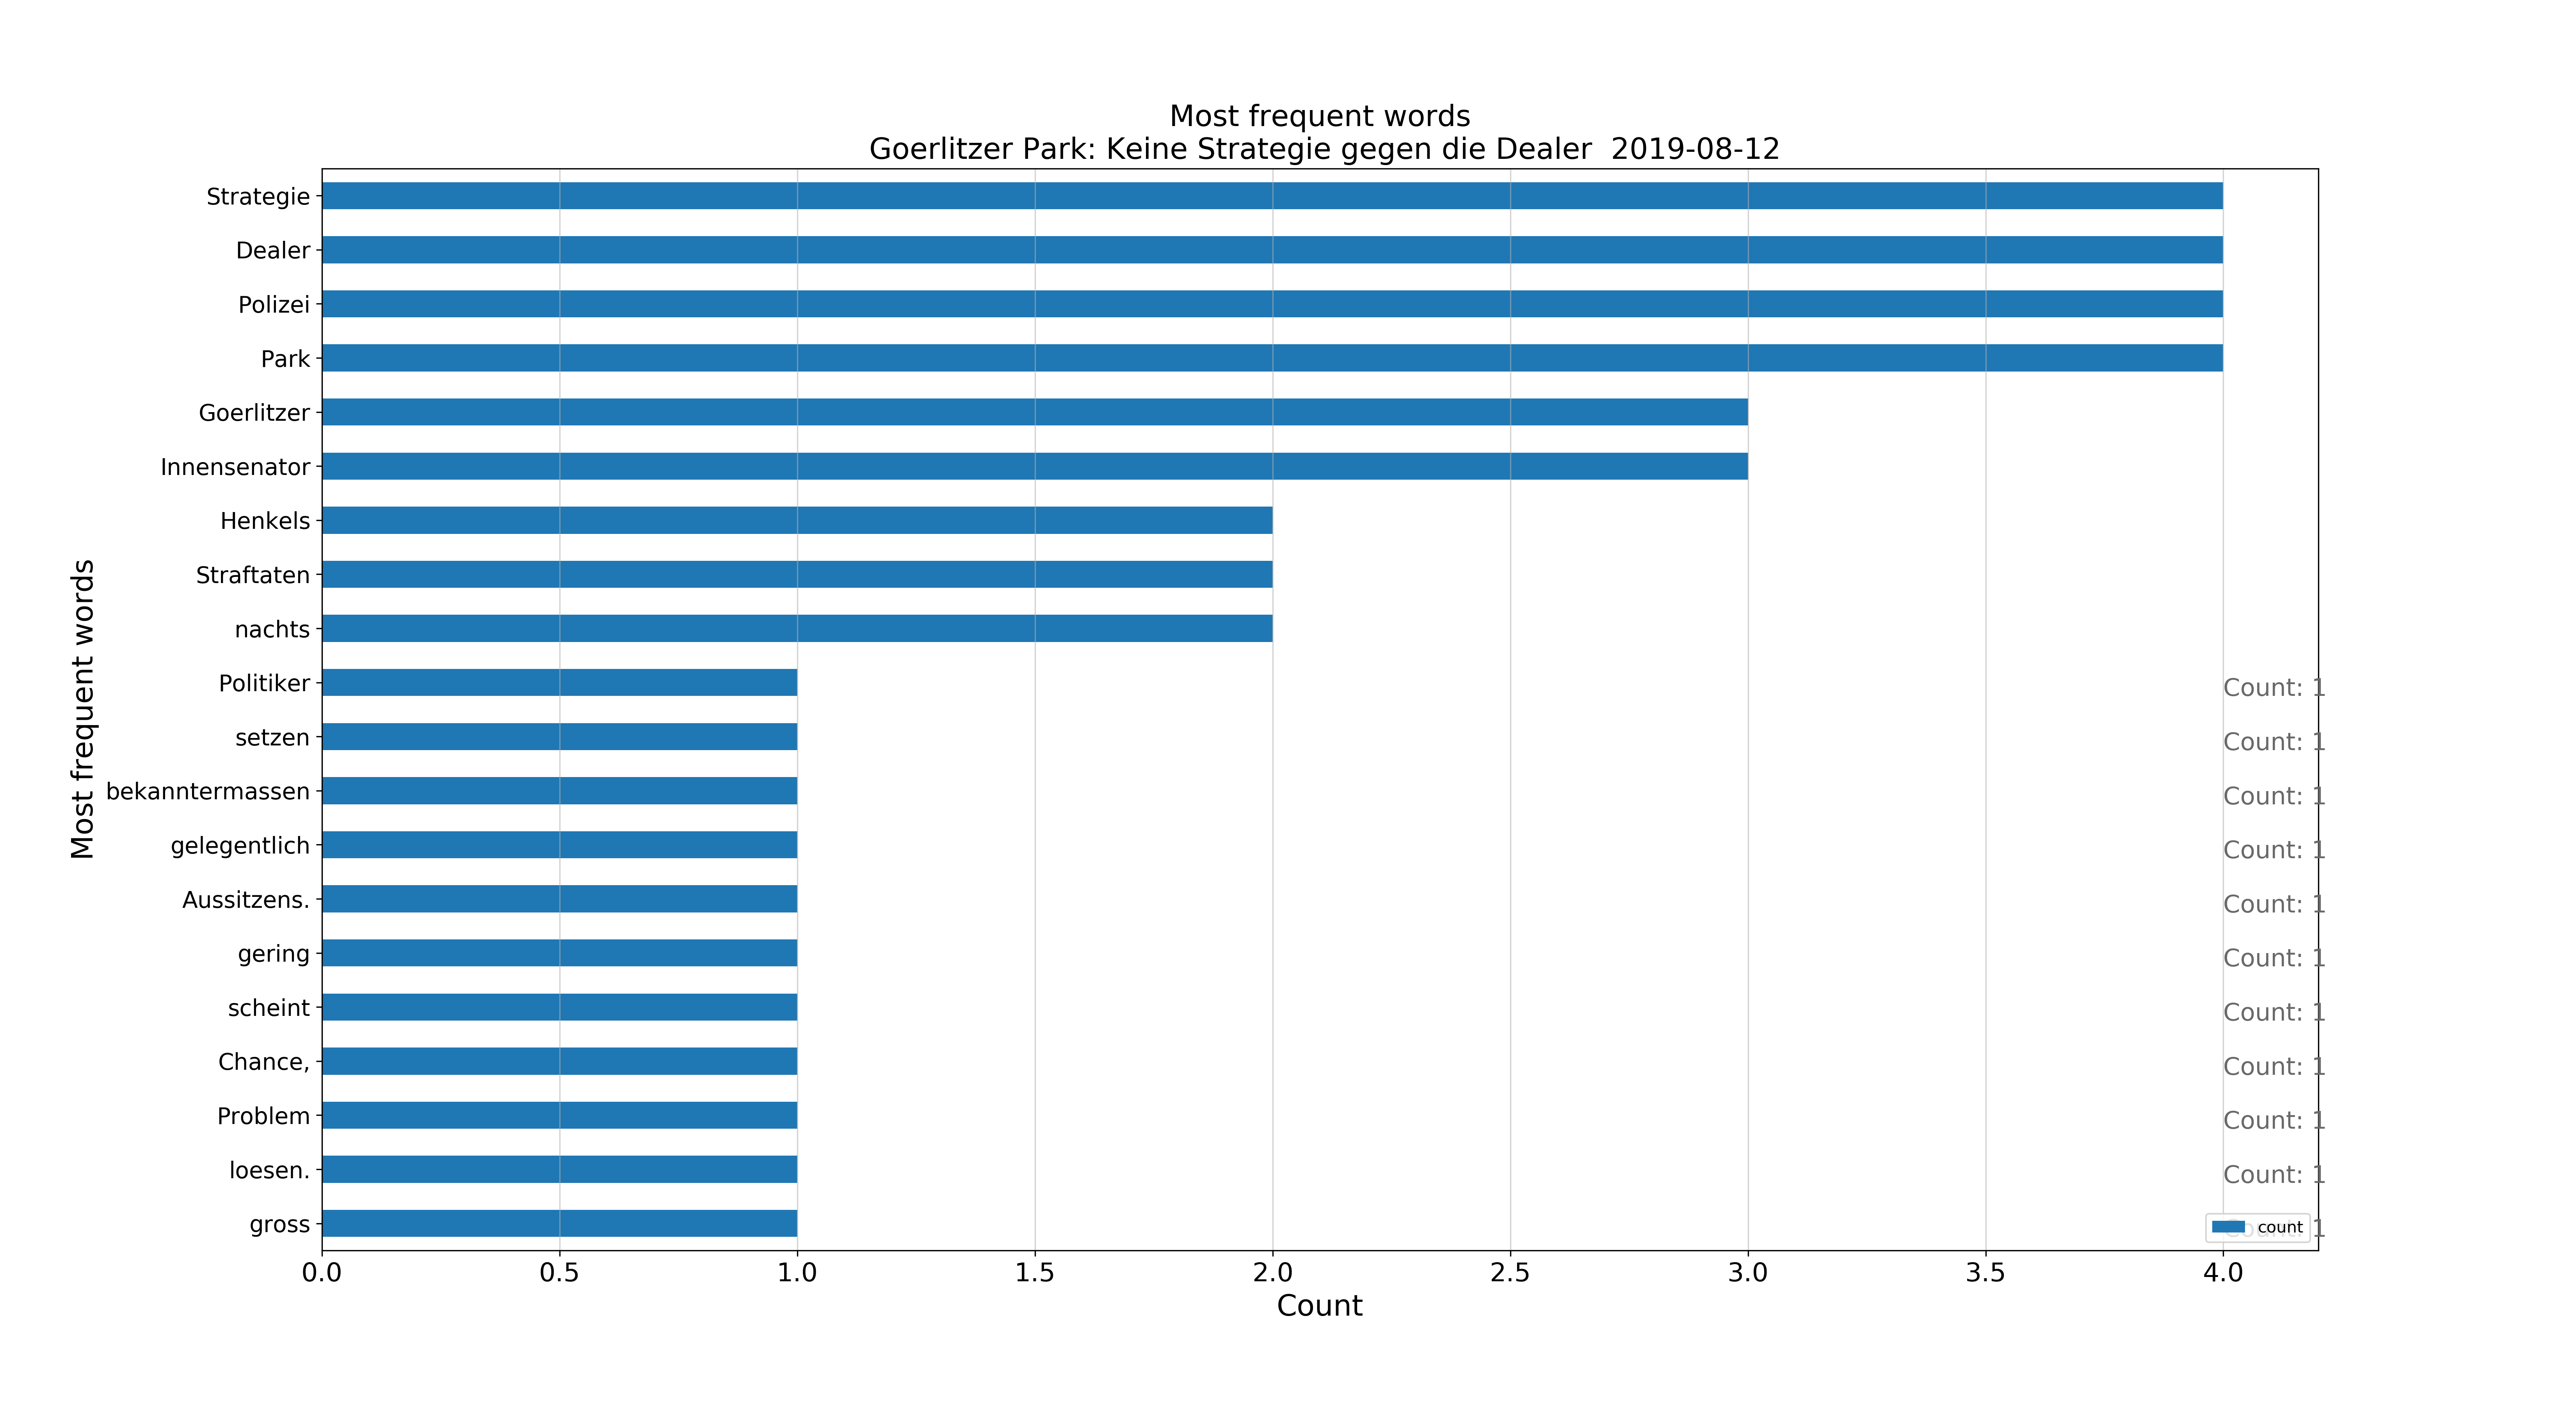 Most frequent words
Goerlitzer Park: Keine Strategie gegen die Dealer  2019-08-12
Most frequent words
Strategie
Dealer
Polizei
Park
Goerlitzer
Innensenator
Henkels
Straftaten
nachts
Politiker Count: 1
setzen Count: 1
bekanntermassen Count: 1
gelegentlich Count: 1
Aussitzens. Count: 1
gering Count: 1
scheint Count: 1
Chance, Count: 1
Problem Count: 1
loesen. Count: 1
gross Count: 1
count
0.0 0.5 1.0 1.5 2.0 2.5 3.0 3.5 4.0
Count